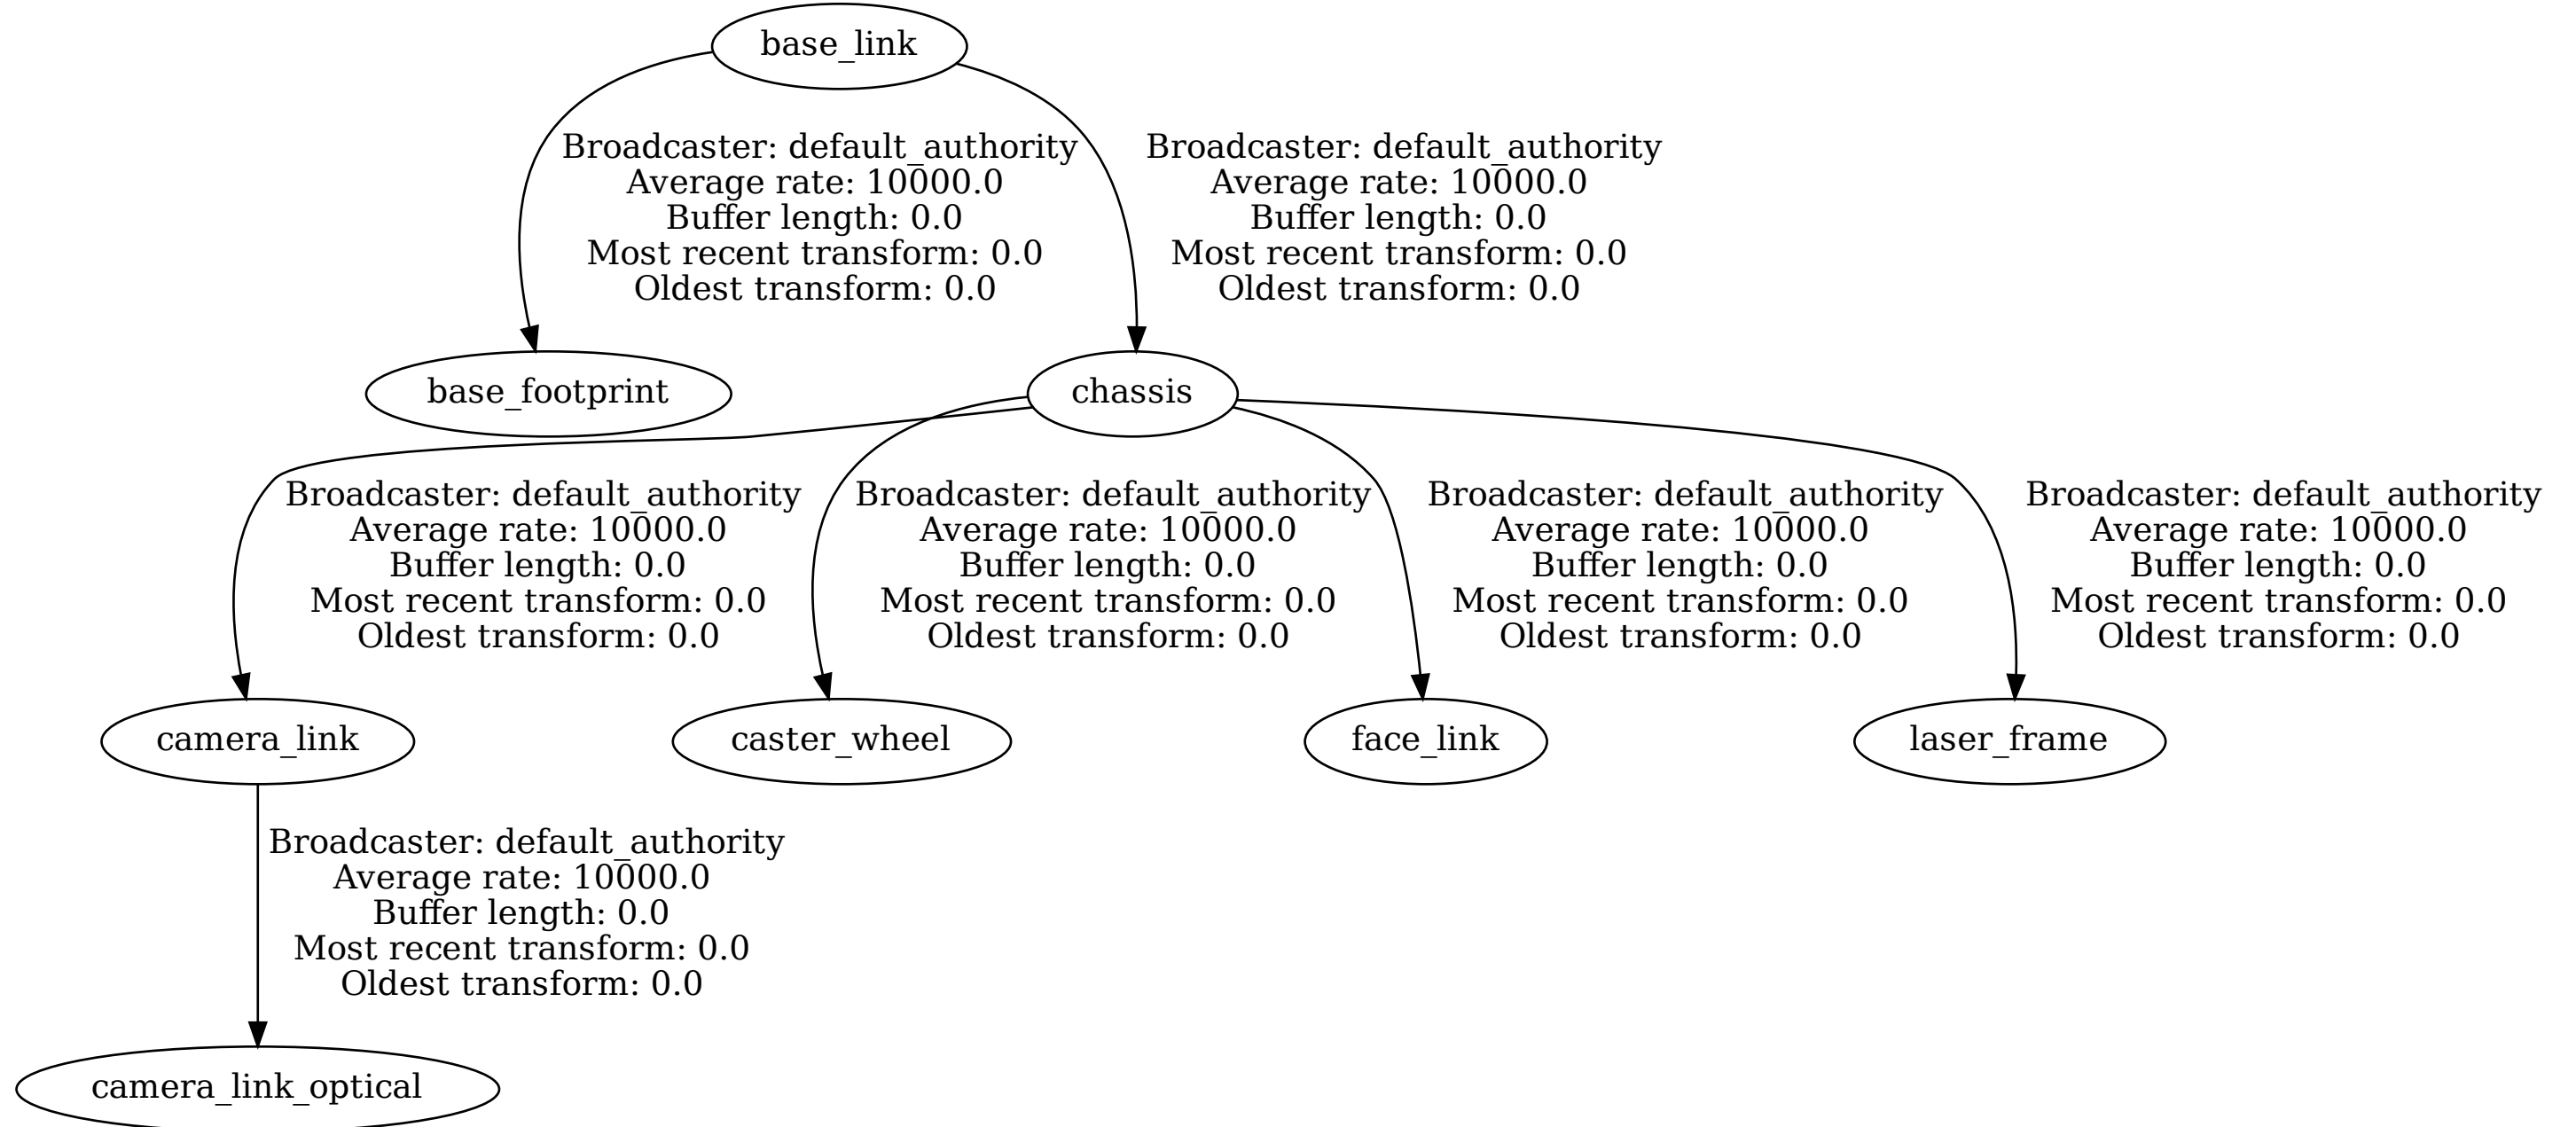 base_link
Broadcaster: default_authority
Average rate: 10000.0
Buffer length: 0.0
Most recent transform: 0.0
Oldest transform: 0.0
Broadcaster: default_authority
Average rate: 10000.0
Buffer length: 0.0
Most recent transform: 0.0
Oldest transform: 0.0
base_footprint
chassis
Broadcaster: default_authority
Average rate: 10000.0
Buffer length: 0.0
Most recent transform: 0.0
Oldest transform: 0.0
Broadcaster: default_authority
Average rate: 10000.0
Buffer length: 0.0
Most recent transform: 0.0
Oldest transform: 0.0
Broadcaster: default_authority
Average rate: 10000.0
Buffer length: 0.0
Most recent transform: 0.0
Oldest transform: 0.0
Broadcaster: default_authority
Average rate: 10000.0
Buffer length: 0.0
Most recent transform: 0.0
Oldest transform: 0.0
camera_link
caster_wheel
face_link
laser_frame
Broadcaster: default_authority
Average rate: 10000.0
Buffer length: 0.0
Most recent transform: 0.0
Oldest transform: 0.0
camera_link_optical